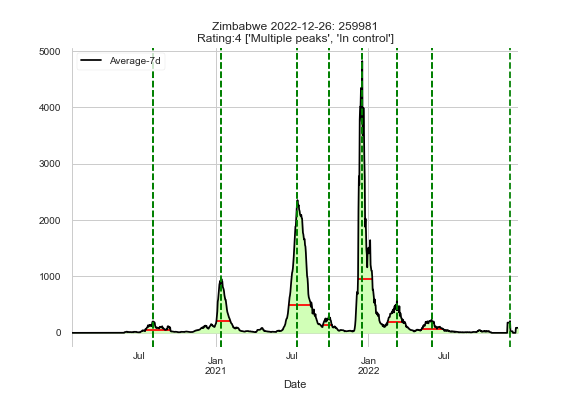 Zimbabwe 2022-12-26: 259981
Rating:4 ['Multiple peaks', 'In control']
Average-7d
5000
4000
3000
2000
1000
0
Jul Jan Jul Jan Jul
2021 2022
Date